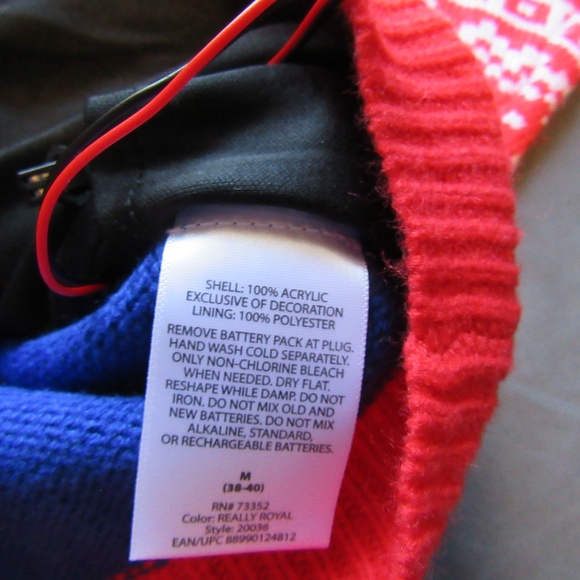 SHELL: 100% ACRYLIC
EXCLUSIVE OF DECORATION
LINING: 100% POLYESTER
REMOVE BATTERY PACK AT PLUG.
HAND WASH COLD SEPARATELY.
ONLY NON-CHLORINE BLEACH
WHEN NEEDED. DRY FLAT.
RESHAPE WHILE DAMP. DO NOT
IRON. DO NOT MIX OLD AND
NEW BATTERIES. DO NOT MIX
ALKALINE, STANDARD,
OR RECHARGEABLE BATTERIES.
M
(38-40)
RN# 73352
Color: REALLY ROYAL
Style: 20036
EAN/UPC 88990124812